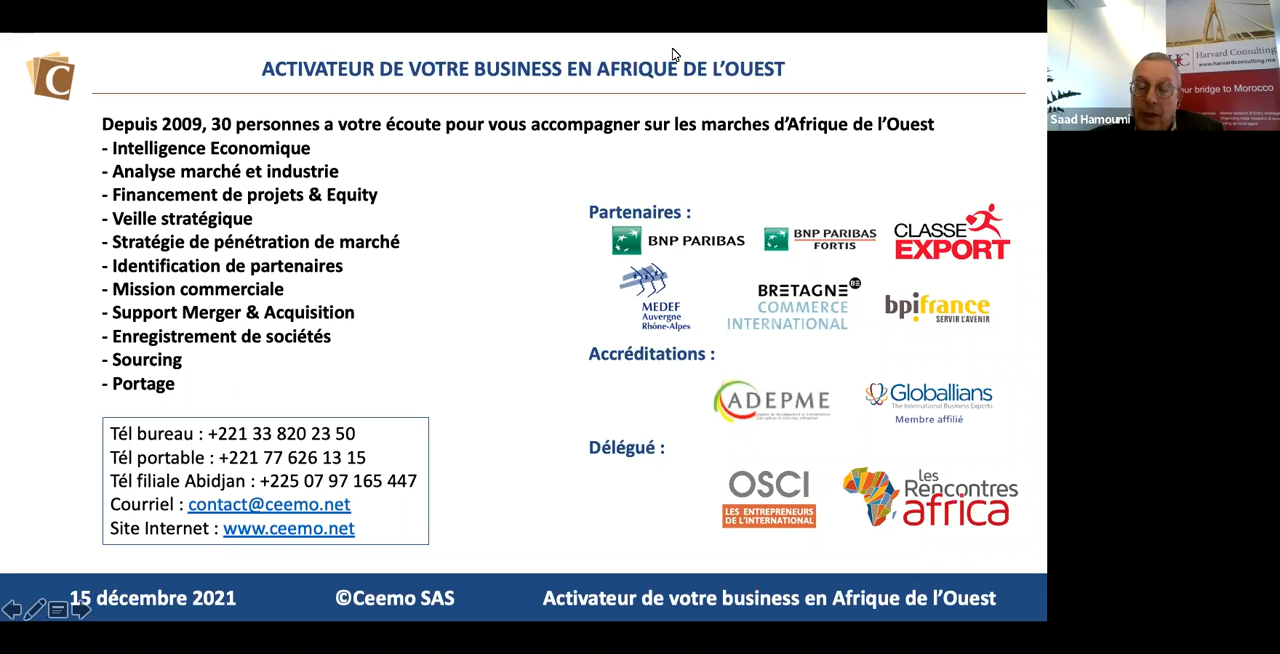 ACTIVATEUR DE VOTRE BUSINESS EN AFRIQUE DE L’OUEST
C
Depuis 2009, 30 personnes a votre écoute pour vous accompagner sur les marches d’Afrique de l’Ouest
- Intelligence Economique
- Analyse marché et industrie
- Financement de projets & Equity
- Veille stratégique
- Stratégie de pénétration de marché
- Identification de partenaires
- Mission commerciale
- Support Merger & Acquisition
- Enregistrement de sociétés
- Sourcing
- Portage
Tél bureau : +221 33 820 23 50
Tél portable : +221 77 626 13 15
Tél filiale Abidjan : +225 07 97 165 447
Courriel : contact@ceemo.net
Site Internet : www.ceemo.net
Partenaires :
BNP PARIBAS
BNP PARIBAS
FORTIS
CLASSE
EXPORT
MEDEF
Auvergne
Rhône-Alpes
BRETAGNE
COMMERCE
INTERNATIONAL
bpifrance
SERVIR L’AVENIR
Accréditations :
ADEPME
Globallians
The International Business Experts
Membre affilié
Délégué :
OSCI
LES ENTREPRENEURS
DE L’INTERNATIONAL
les
Rencontres
africa
15 décembre 2021
©Ceemo SAS
Activateur de votre business en Afrique de l’Ouest
HC Harvard Consulting
www.harvardconsulting.ma
our bridge to Morocco
Saad Hamoumi